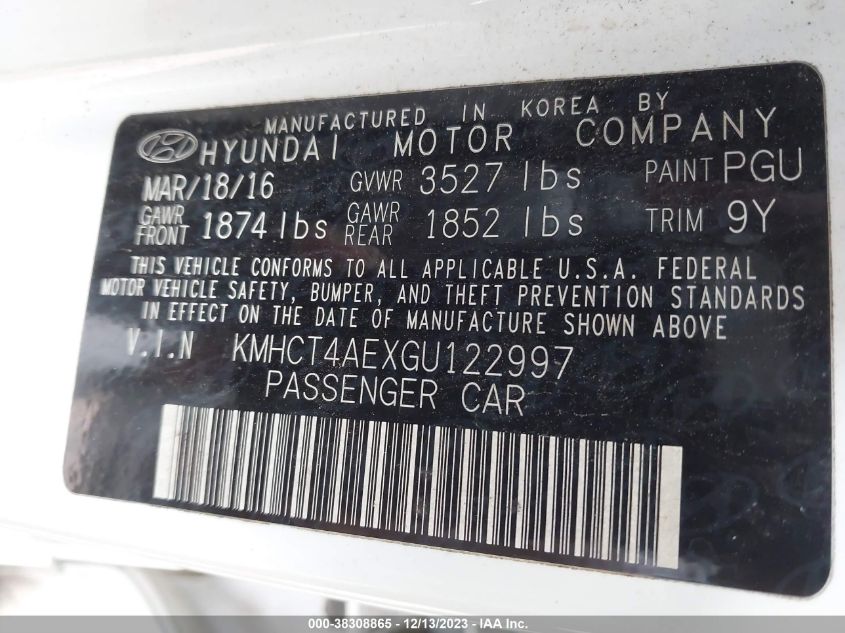 MANUFACTURED IN KOREA BY
HYUNDAI MOTOR COMPANY
MAR/18/16 GVWR 3527 lbs PAINT PGU
GAWR FRONT 1874 lbs GAWR REAR 1852 lbs TRIM 9Y
THIS VEHICLE CONFORMS TO ALL APPLICABLE U.S.A. FEDERAL
MOTOR VEHICLE SAFETY, BUMPER, AND THEFT PREVENTION STANDARDS
IN EFFECT ON THE DATE OF MANUFACTURE SHOWN ABOVE
V.I.N KMHCT4AEXGU122997
PASSENGER CAR
000-38308865 - 12/13/2023 - IAA Inc.